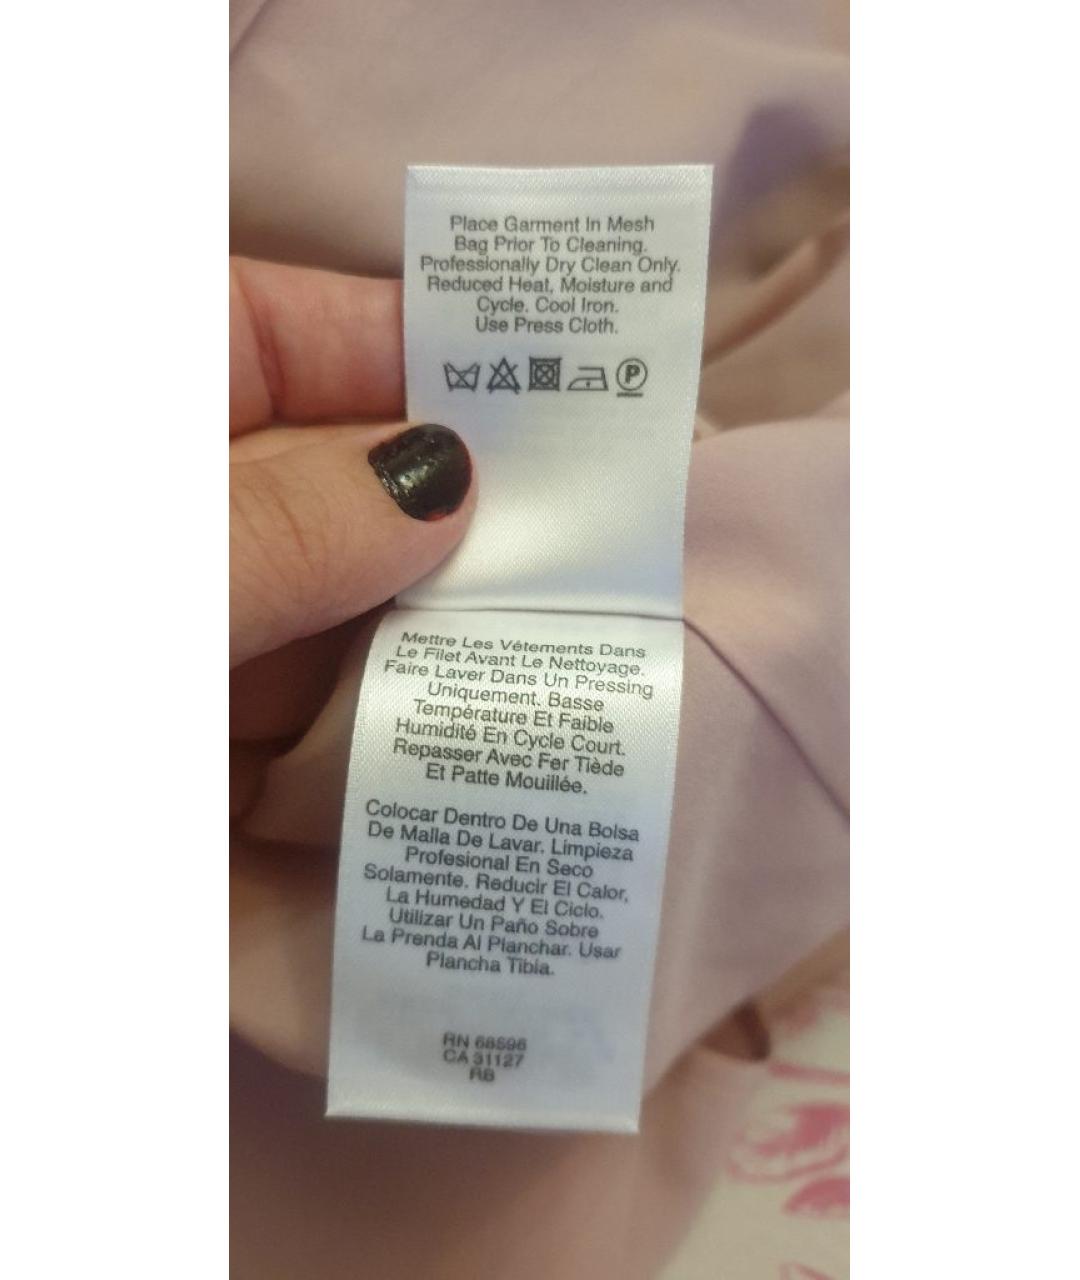 Place Garment In Mesh
Bag Prior To Cleaning.
Professionally Dry Clean Only.
Reduced Heat, Moisture and
Cycle. Cool Iron.
Use Press Cloth.
P
Mettre Les Vêtements Dans
Le Filet Avant Le Nettoyage.
Faire Laver Dans Un Pressing
Uniquement. Basse
Température Et Faible
Humidité En Cycle Court.
Repasser Avec Fer Tiède
Et Patte Mouillée.
Colocar Dentro De Una Bolsa
De Malla De Lavar. Limpieza
Profesional En Seco
Solamente. Reducir El Calor,
La Humedad Y El Ciclo.
Utilizar Un Paño Sobre
La Prenda Al Planchar. Usar
Plancha Tibia.
RN 68596
CA 31127
RB